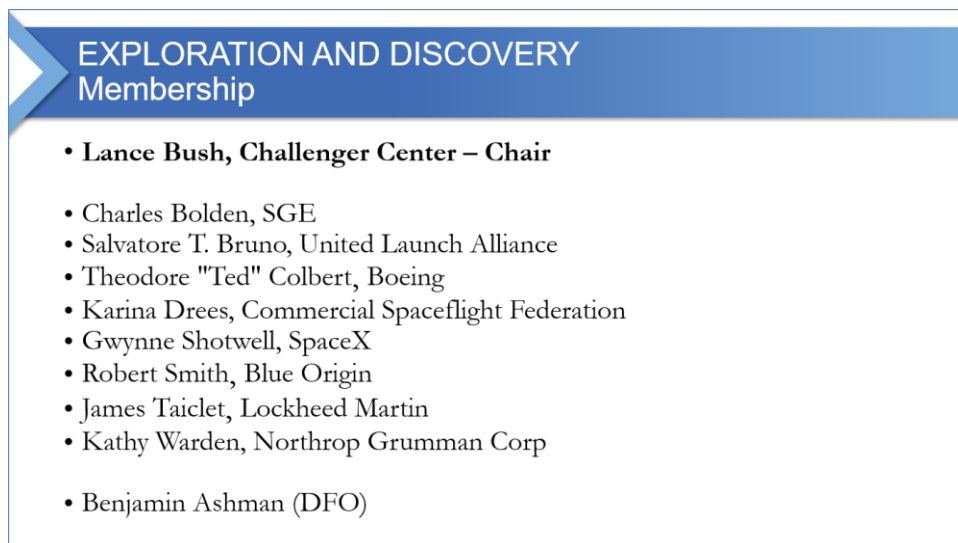 EXPLORATION AND DISCOVERY
Membership
• Lance Bush, Challenger Center – Chair
• Charles Bolden, SGE
• Salvatore T. Bruno, United Launch Alliance
• Theodore "Ted" Colbert, Boeing
• Karina Drees, Commercial Spaceflight Federation
• Gwynne Shotwell, SpaceX
• Robert Smith, Blue Origin
• James Taiclet, Lockheed Martin
• Kathy Warden, Northrop Grumman Corp
• Benjamin Ashman (DFO)